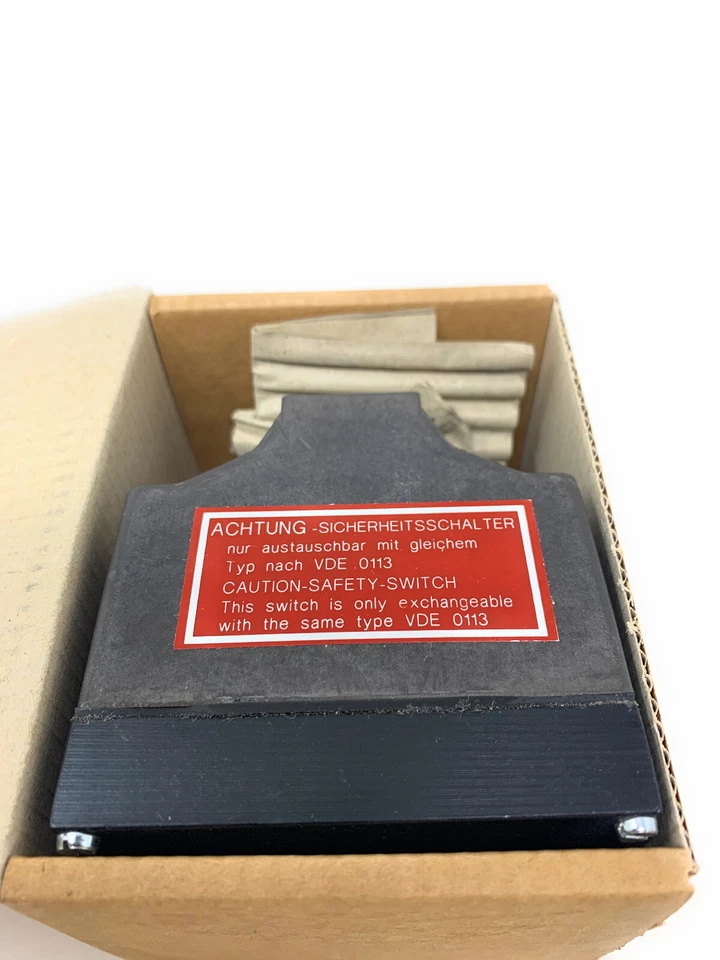 ACHTUNG -SICHERHEITSSCHALTER
nur austauschbar mit gleichem
Typ nach VDE 0113
CAUTION-SAFETY-SWITCH
This switch is only exchangeable
with the same type VDE 0113